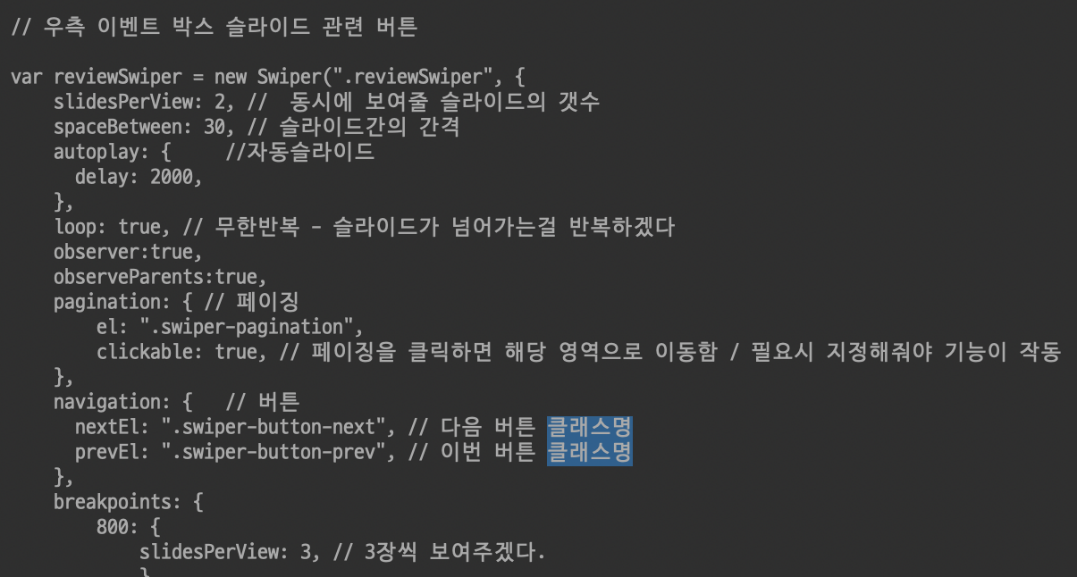 // 우측 이벤트 박스 슬라이드 관련 버튼
var reviewSwiper = new Swiper(".reviewSwiper", {
slidesPerView: 2, //  동시에 보여줄 슬라이드의 갯수
spaceBetween: 30, // 슬라이드간의 간격
autoplay: {     //자동슬라이드
delay: 2000,
},
loop: true, // 무한반복 - 슬라이드가 넘어가는걸 반복하겠다
observer:true,
observeParents:true,
pagination: { // 페이징
el: ".swiper-pagination",
clickable: true, // 페이징을 클릭하면 해당 영역으로 이동함 / 필요시 지정해줘야 기능이 작동
},
navigation: {   // 버튼
nextEl: ".swiper-button-next", // 다음 버튼 클래스명
prevEl: ".swiper-button-prev", // 이번 버튼 클래스명
},
breakpoints: {
800: {
slidesPerView: 3, // 3장씩 보여주겠다.
}